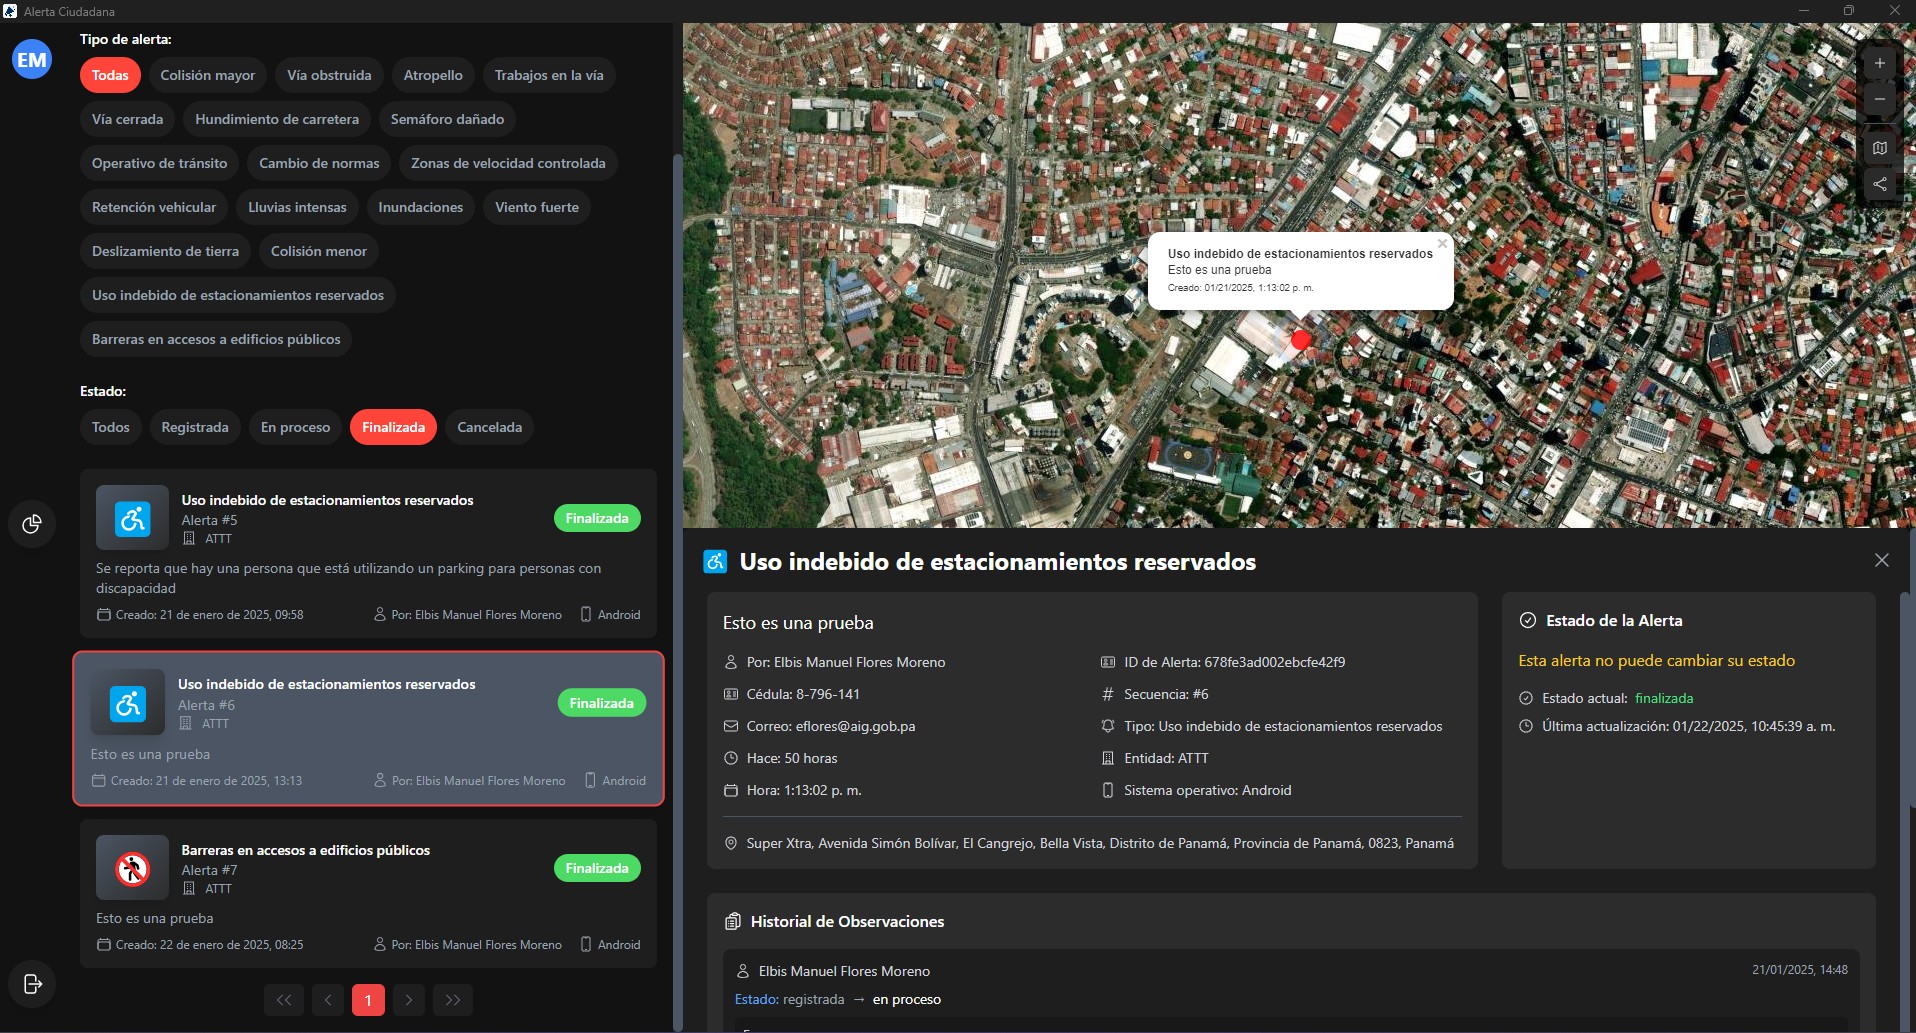 Alerta Ciudadana
EM
Tipo de alerta:
Todas
Colisión mayor
Vía obstruida
Atropello
Trabajos en la vía
Vía cerrada
Hundimiento de carretera
Semáforo dañado
Operativo de tránsito
Cambio de normas
Zonas de velocidad controlada
Retención vehicular
Lluvias intensas
Inundaciones
Viento fuerte
Deslizamiento de tierra
Colisión menor
Uso indebido de estacionamientos reservados
Barreras en accesos a edificios públicos
Estado:
Todos
Registrada
En proceso
Finalizada
Cancelada
Uso indebido de estacionamientos reservados
Alerta #5
ATTT
Finalizada
Se reporta que hay una persona que está utilizando un parking para personas con
discapacidad
Creado: 21 de enero de 2025, 09:58
Por: Elbis Manuel Flores Moreno
Android
Uso indebido de estacionamientos reservados
Alerta #6
ATTT
Finalizada
Esto es una prueba
Creado: 21 de enero de 2025, 13:13
Por: Elbis Manuel Flores Moreno
Android
Barreras en accesos a edificios públicos
Alerta #7
ATTT
Finalizada
Esto es una prueba
Creado: 22 de enero de 2025, 08:25
Por: Elbis Manuel Flores Moreno
Android
<< < 1 > >>
Uso indebido de estacionamientos reservados
Esto es una prueba
Creado: 01/21/2025, 1:13:02 p. m.
Uso indebido de estacionamientos reservados
Esto es una prueba
Por: Elbis Manuel Flores Moreno
Cédula: 8-796-141
Correo: eflores@aig.gob.pa
Hace: 50 horas
Hora: 1:13:02 p. m.
ID de Alerta: 678fe3ad002ebcfe42f9
Secuencia: #6
Tipo: Uso indebido de estacionamientos reservados
Entidad: ATTT
Sistema operativo: Android
Super Xtra, Avenida Simón Bolívar, El Cangrejo, Bella Vista, Distrito de Panamá, Provincia de Panamá, 0823, Panamá
Estado de la Alerta
Esta alerta no puede cambiar su estado
Estado actual: finalizada
Última actualización: 01/22/2025, 10:45:39 a. m.
Historial de Observaciones
Elbis Manuel Flores Moreno
21/01/2025, 14:48
Estado: registrada → en proceso